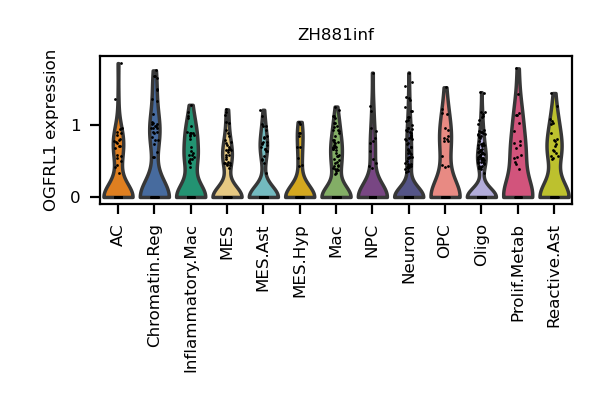 ZH881inf
OGFRL1 expression
1
0
AC
Chromatin.Reg
Inflammatory.Mac
MES
MES.Ast
MES.Hyp
Mac
NPC
Neuron
OPC
Oligo
Prolif.Metab
Reactive.Ast